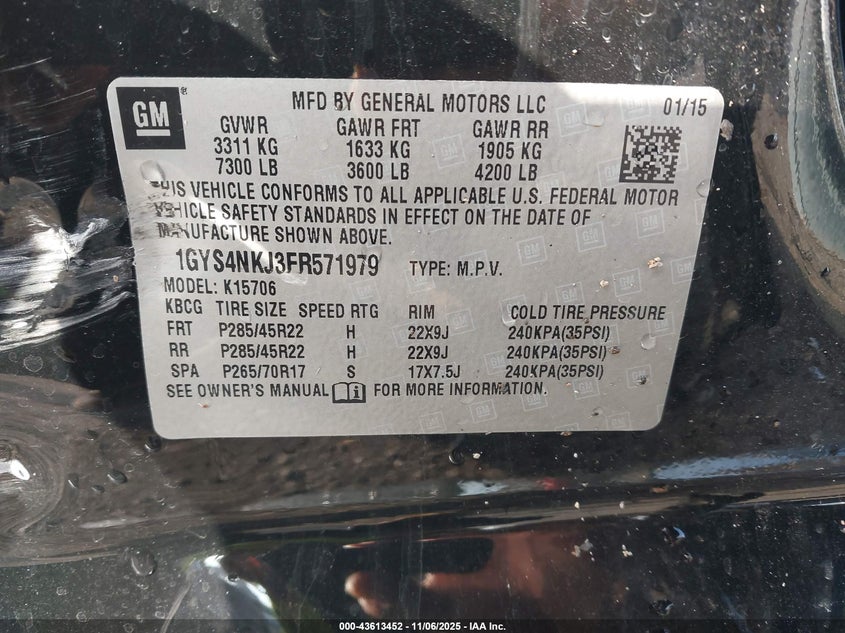 GM ®
MFD BY GENERAL MOTORS LLC 01/15
GVWR GAWR FRT GAWR RR
3311 KG 1633 KG 1905 KG
7300 LB 3600 LB 4200 LB
THIS VEHICLE CONFORMS TO ALL APPLICABLE U.S. FEDERAL MOTOR
VEHICLE SAFETY STANDARDS IN EFFECT ON THE DATE OF
MANUFACTURE SHOWN ABOVE.
1GYS4NKJ3FR571979 TYPE: M.P.V.
MODEL: K15706
KBCG TIRE SIZE SPEED RTG RIM COLD TIRE PRESSURE
FRT P285/45R22 H 22X9J 240KPA(35PSI)
RR P285/45R22 H 22X9J 240KPA(35PSI)
SPA P265/70R17 S 17X7.5J 240KPA(35PSI)
SEE OWNER'S MANUAL i FOR MORE INFORMATION.
000-43613452 - 11/06/2025 - IAA Inc.